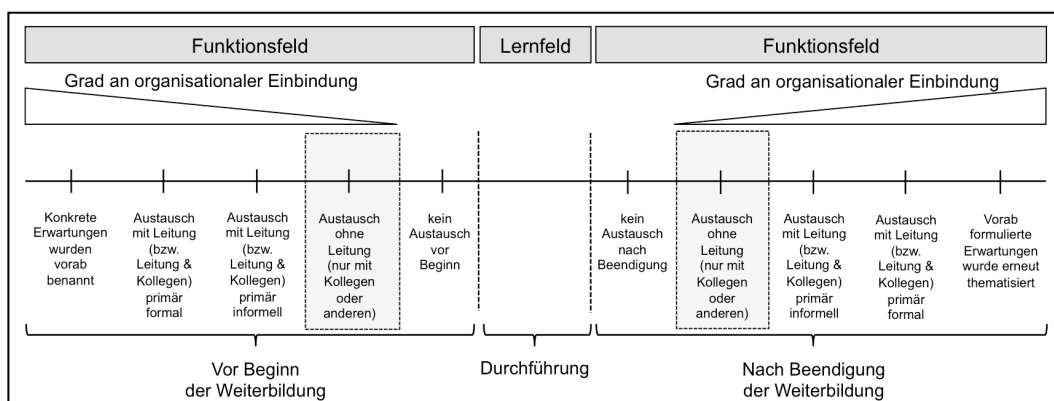 Funktionsfeld
Lernfeld
Funktionsfeld
Grad an organisationaler Einbindung
Grad an organisationaler Einbindung
Konkrete
Erwartungen
wurden
vorab
benannt
Austausch
mit Leitung
(bzw.
Leitung &
Kollegen)
primär
formal
Austausch
mit Leitung
(bzw.
Leitung &
Kollegen)
primär
informell
Austausch
ohne
Leitung
(nur mit
Kollegen
oder
anderen)
kein
Austausch
vor
Beginn
kein
Austausch
nach
Beendigung
Austausch
ohne
Leitung
(nur mit
Kollegen
oder
anderen)
Austausch
mit Leitung
(bzw.
Leitung &
Kollegen)
primär
informell
Austausch
mit Leitung
(bzw.
Leitung &
Kollegen)
primär
formal
Vorab
formulierte
Erwartungen
wurde erneut
thematisiert
Vor Beginn
der Weiterbildung
Durchführung
Nach Beendigung
der Weiterbildung